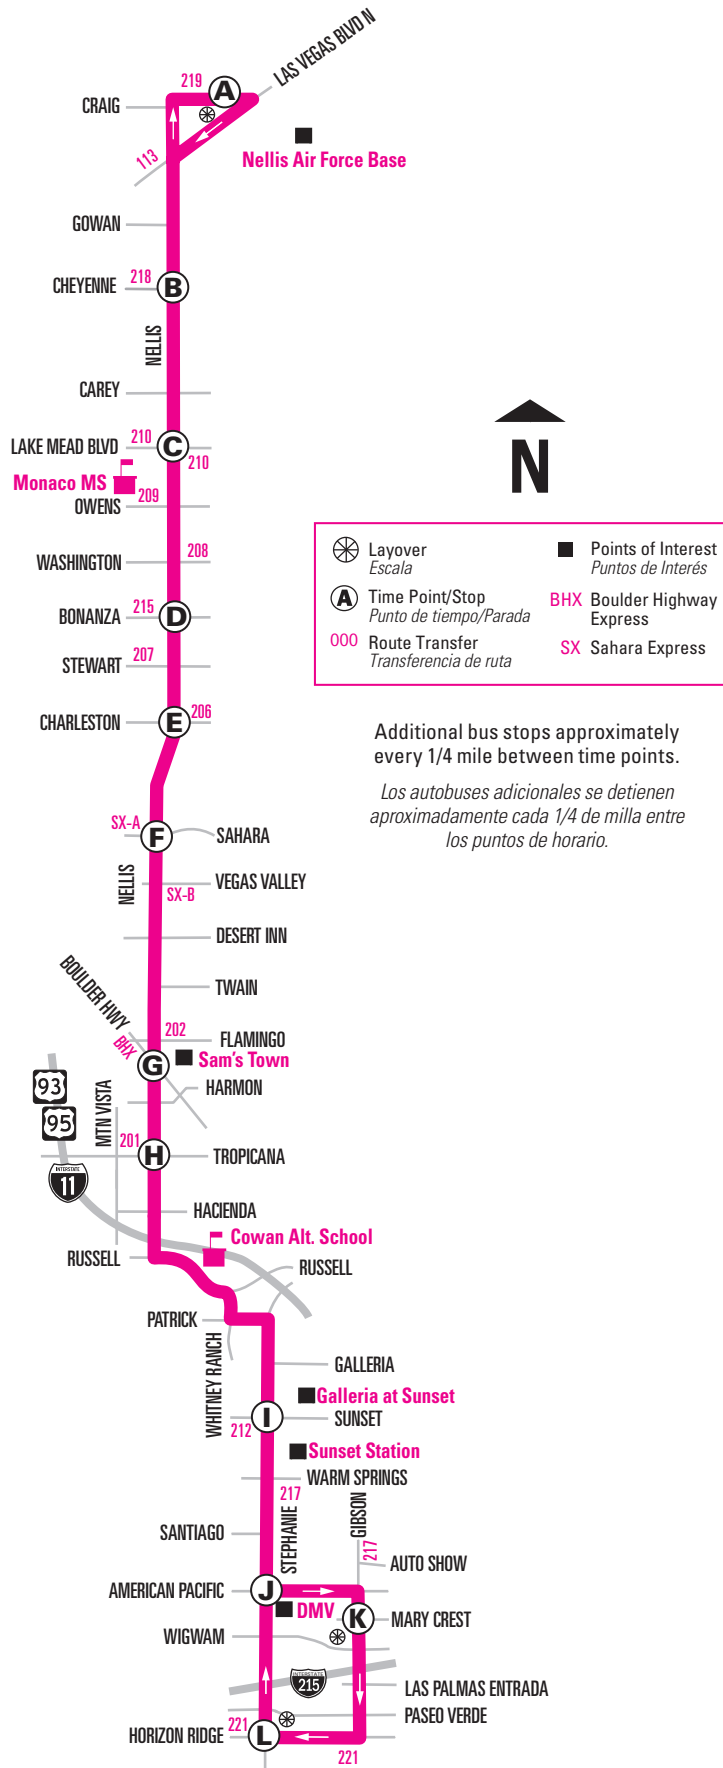 LAS VEGAS BLVD N
219
A
CRAIG
113
Nellis Air Force Base
GOWAN
218
CHEYENNE
B
NELLIS
CAREY
LAKE MEAD BLVD
210
C
210
Monaco MS
209
OWENS
208
WASHINGTON
215
BONANZA
D
207
STEWART
206
CHARLESTON
E
SX-A
F
SAHARA
NELLIS
VEGAS VALLEY
SX-B
DESERT INN
TWAIN
BOULDER HWY
BHX
202
FLAMINGO
G
Sam's Town
HARMON
93
95
INTERSTATE
11
MTN VISTA
201
H
TROPICANA
HACIENDA
Cowan Alt. School
RUSSELL
RUSSELL
PATRICK
WHITNEY RANCH
GALLERIA
Galleria at Sunset
I
SUNSET
212
Sunset Station
WARM SPRINGS
217
STEPHANIE
GIBSON
217
SANTIAGO
AUTO SHOW
AMERICAN PACIFIC
J
DMV
K
MARY CREST
WIGWAM
INTERSTATE
215
LAS PALMAS ENTRADA
PASEO VERDE
221
HORIZON RIDGE
L
221
N
Layover
Escala
A
Time Point/Stop
Punto de tiempo/Parada
000
Route Transfer
Transferencia de ruta
Points of Interest
Puntos de Interés
BHX Boulder Highway
Express
SX Sahara Express
Additional bus stops approximately
every 1/4 mile between time points.
Los autobuses adicionales se detienen
aproximadamente cada 1/4 de milla entre
los puntos de horario.